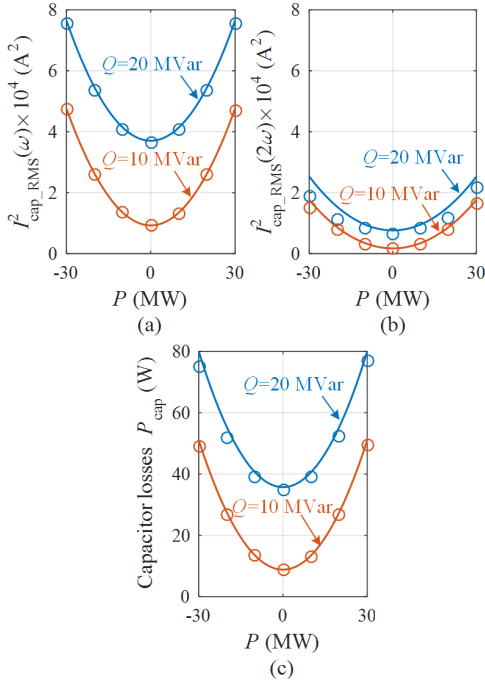 I²cap_RMS(ω)×10⁴ (A²)
8
6
4
2
0
Q=20 MVar
Q=10 MVar
-30
0
30
P (MW)
(a)
I²cap_RMS(2ω)×10⁴ (A²)
8
6
4
2
0
Q=20 MVar
Q=10 MVar
-30
0
30
P (MW)
(b)
Capacitor losses Pcap (W)
80
60
40
20
0
Q=20 MVar
Q=10 MVar
-30
0
30
P (MW)
(c)